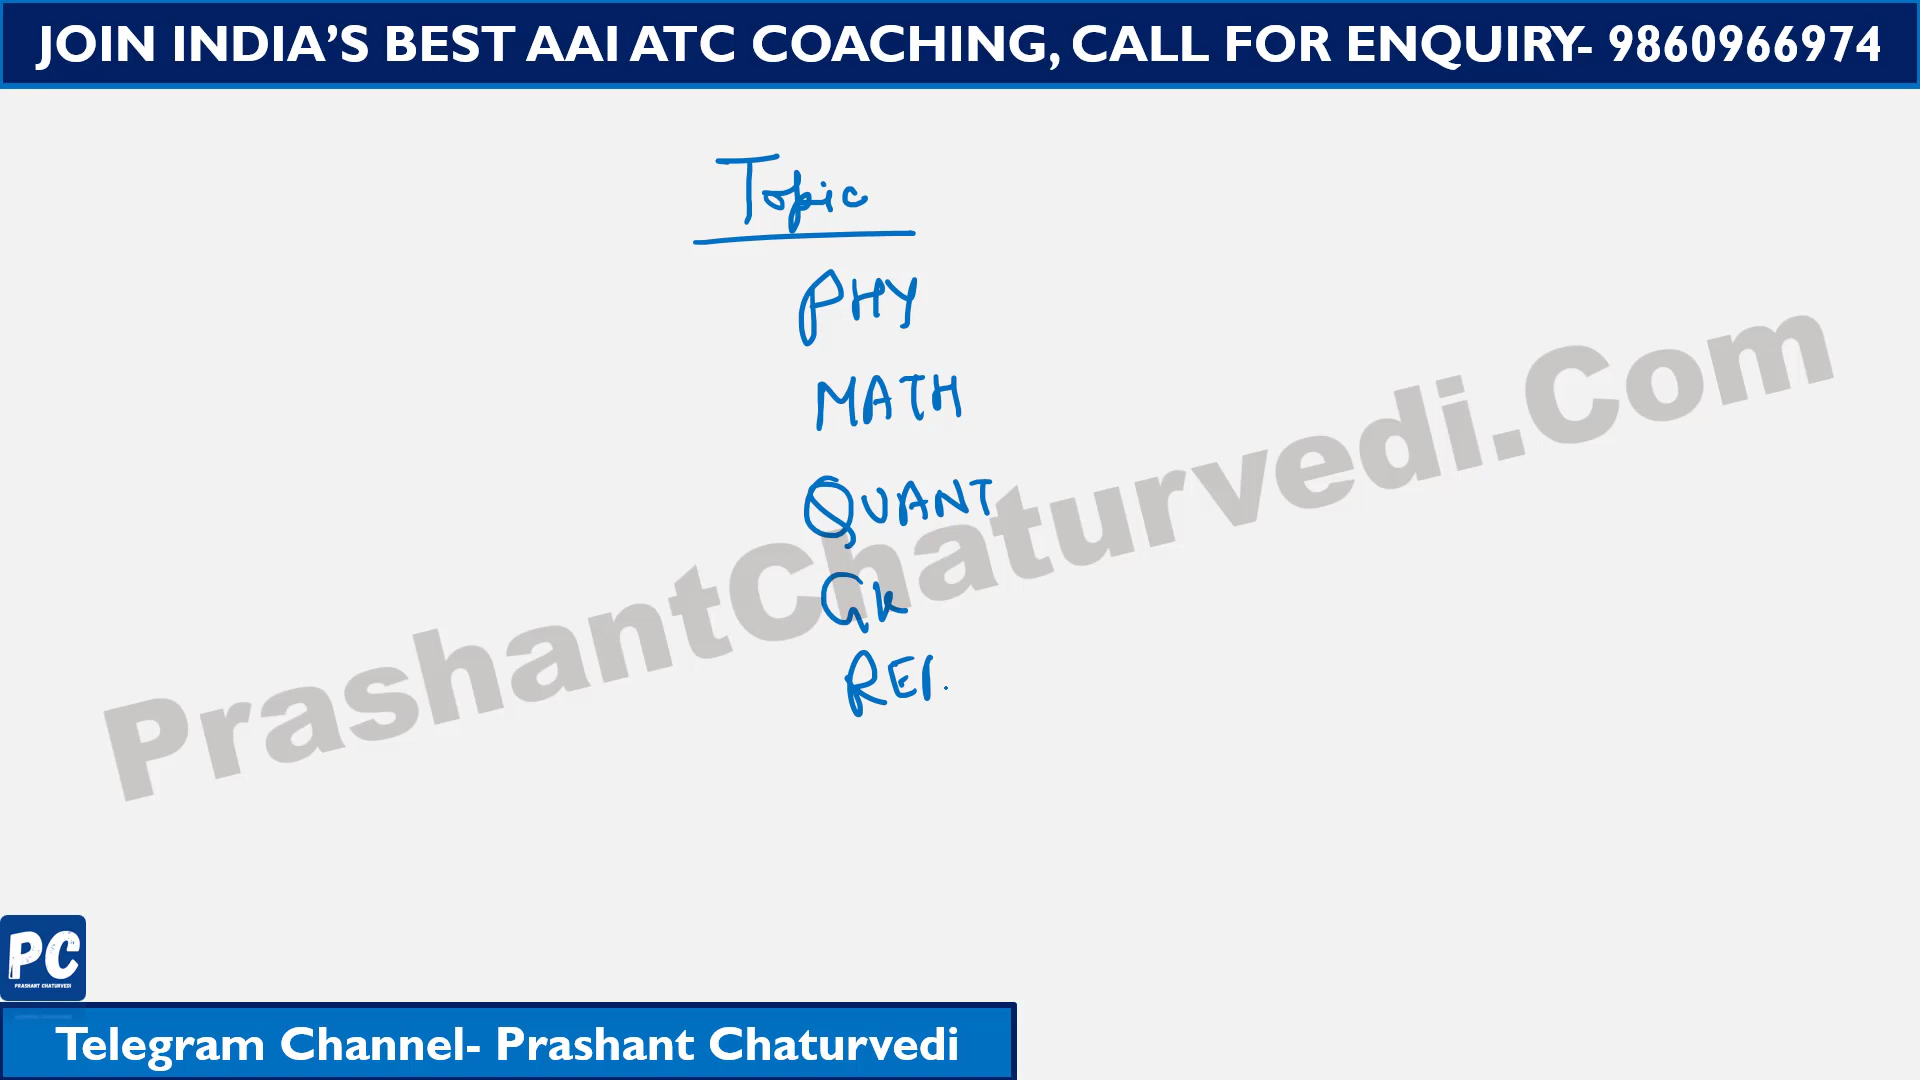 JOIN INDIA’S BEST AAI ATC COACHING, CALL FOR ENQUIRY- 9860966974
Topic
PHY
MATH
QUANT
GK
PrashantChaturvedi.Com
PC
PRASHANT CHATURVEDI
Telegram Channel- Prashant Chaturvedi